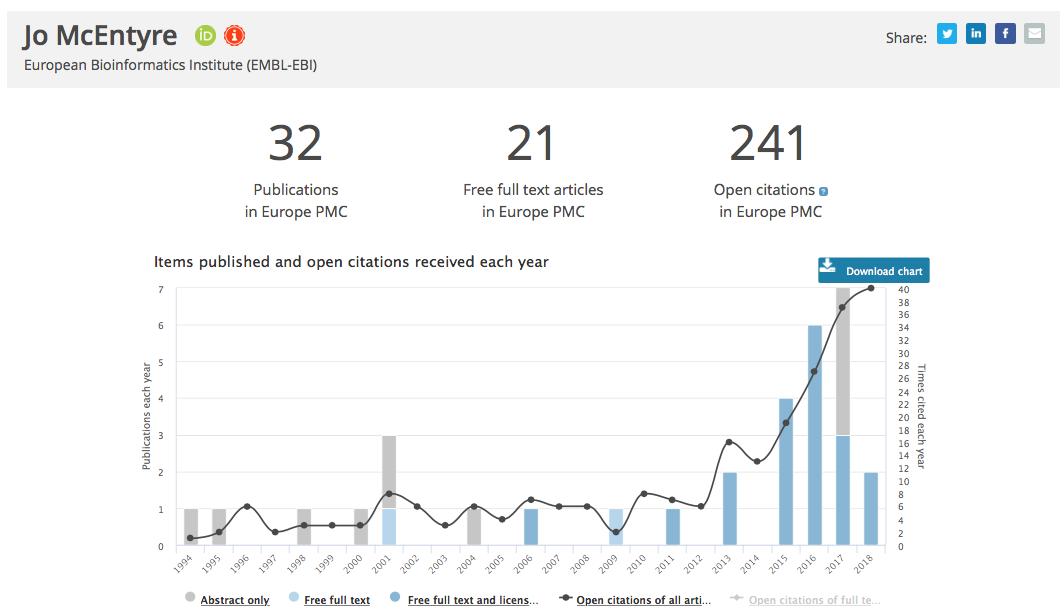 Jo McEntyre iD i
European Bioinformatics Institute (EMBL-EBI)
Share:
in f
32 21 241
Publications Free full text articles Open citations ?
in Europe PMC in Europe PMC in Europe PMC
Items published and open citations received each year
Download chart
Publications each year
7
6
5
4
3
2
1
0
40
38
36
34
32
30
28
26
24
22
20
18
16
14
12
10
8
6
4
2
0
Times cited each year
1994 1995 1996 1997 1998 1999 2000 2001 2002 2003 2004 2005 2006 2007 2008 2009 2010 2011 2012 2013 2014 2015 2016 2017 2018
Abstract only Free full text Free full text and licens... Open citations of all arti... Open citations of full te...